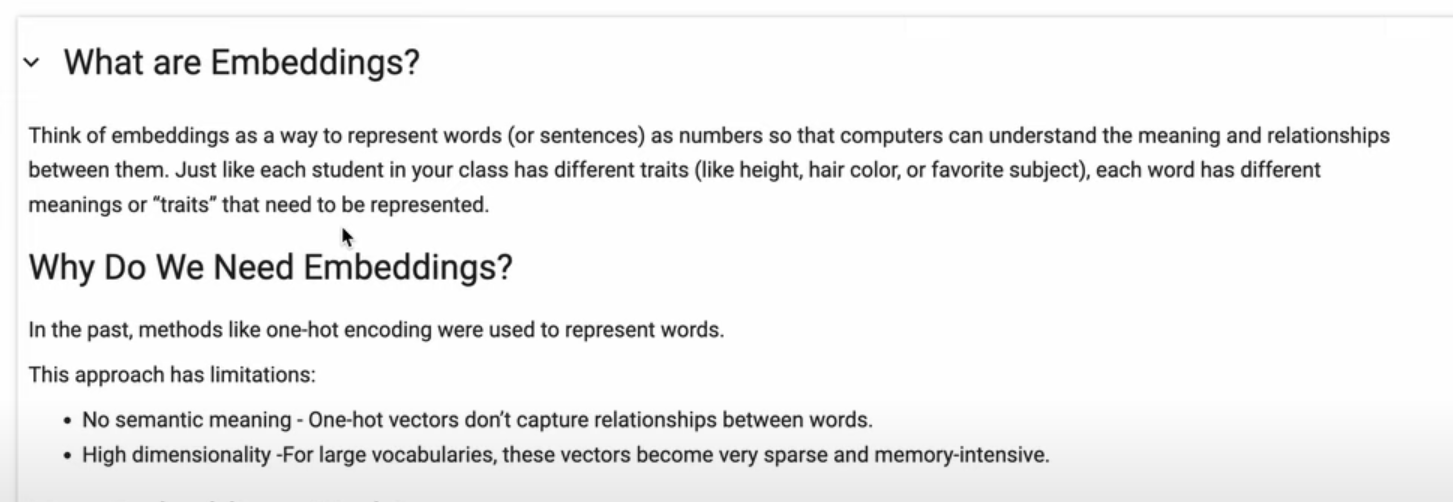 What are Embeddings?
Think of embeddings as a way to represent words (or sentences) as numbers so that computers can understand the meaning and relationships
between them. Just like each student in your class has different traits (like height, hair color, or favorite subject), each word has different
meanings or “traits” that need to be represented.
Why Do We Need Embeddings?
In the past, methods like one-hot encoding were used to represent words.
This approach has limitations:
• No semantic meaning - One-hot vectors don’t capture relationships between words.
• High dimensionality -For large vocabularies, these vectors become very sparse and memory-intensive.